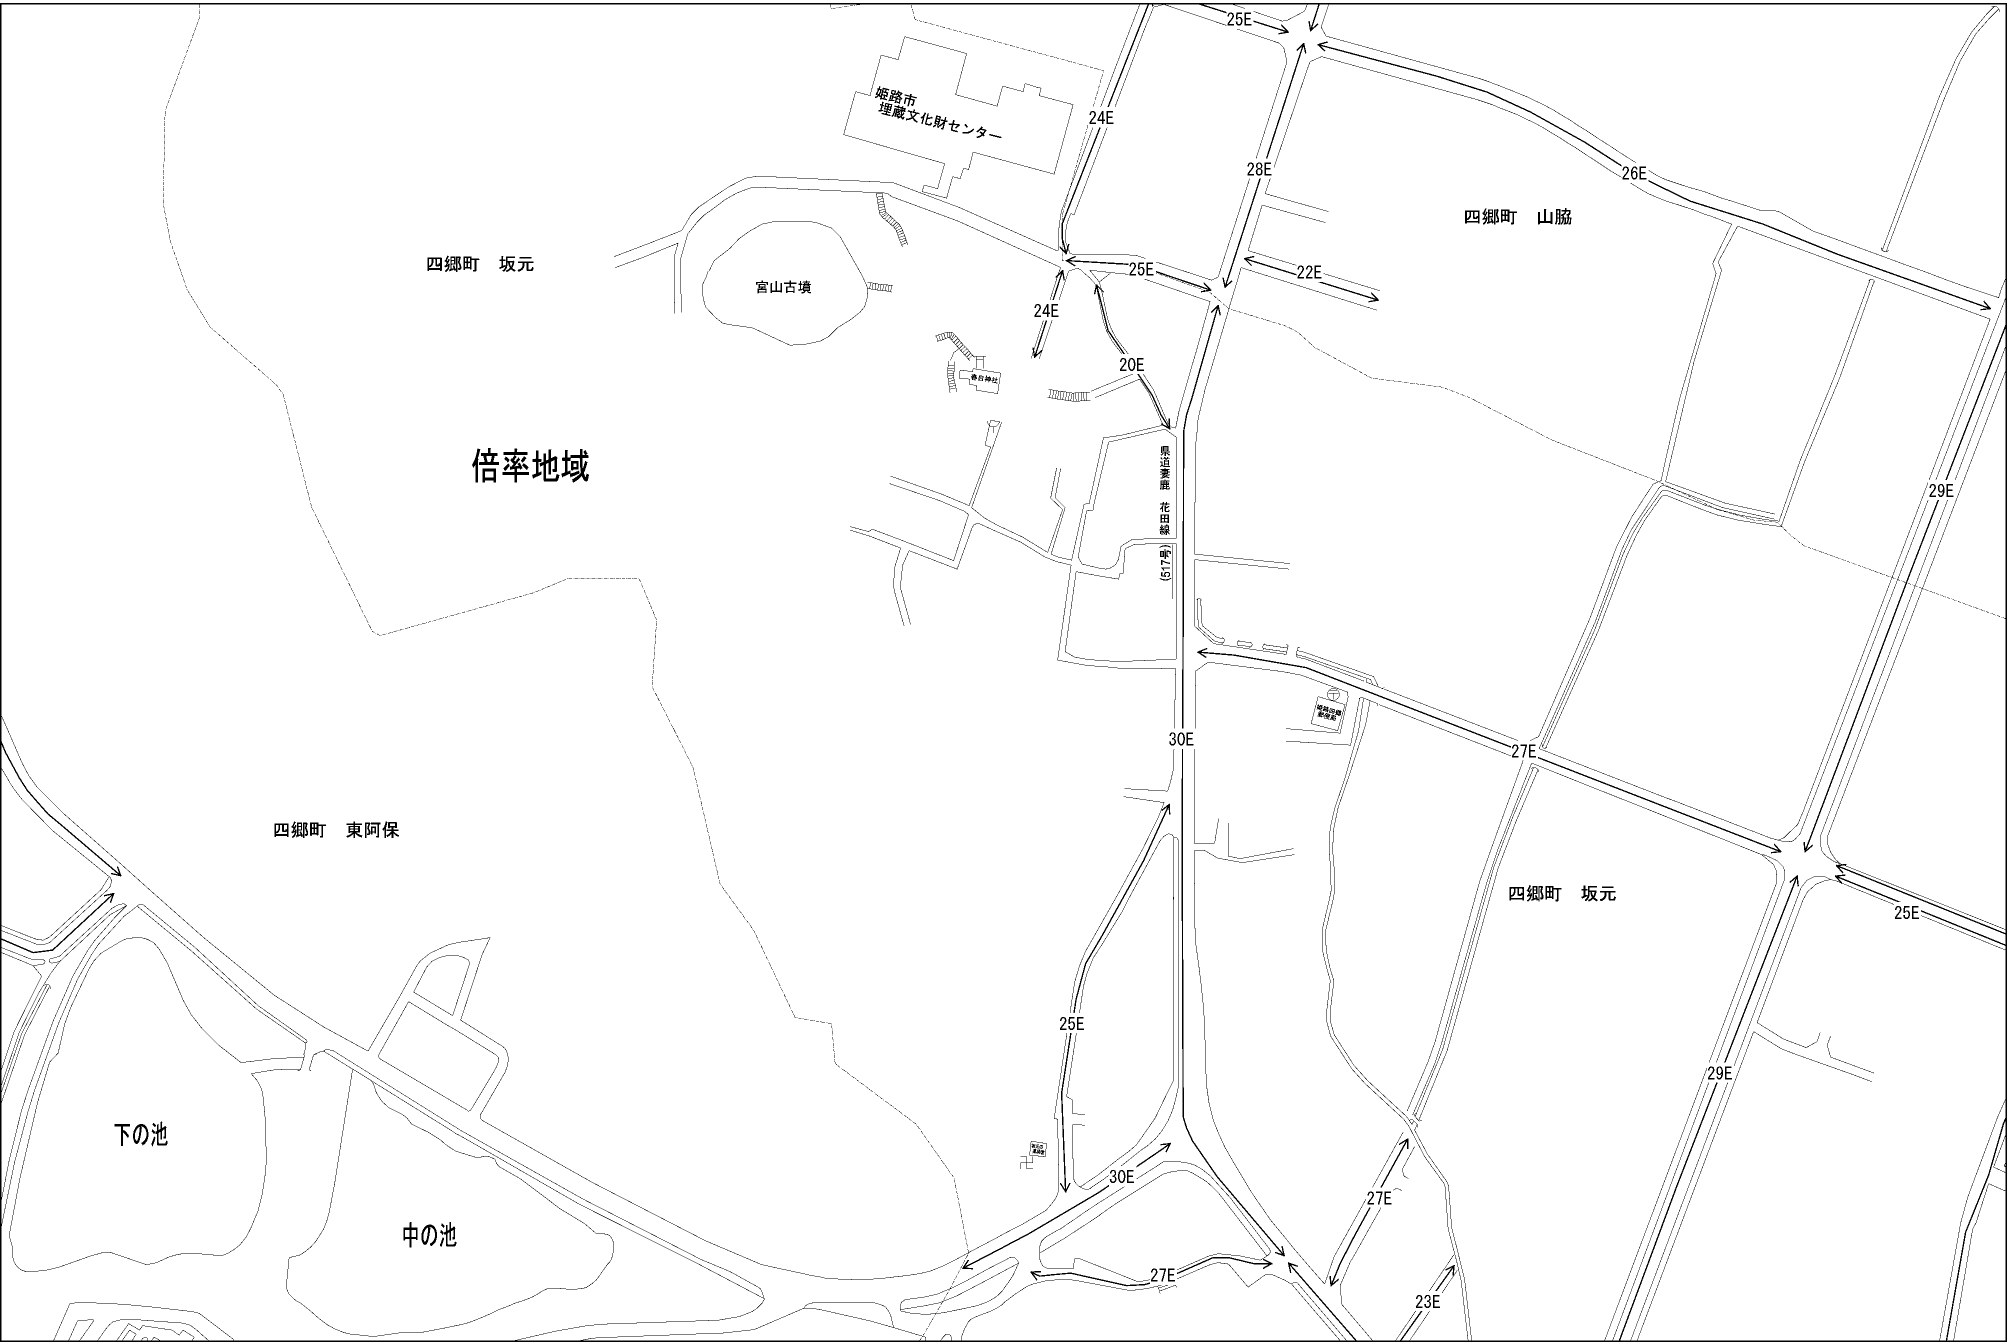 25E
姫路市
埋蔵文化財センター
24E
28E
26E
四郷町　山脇
四郷町　坂元
25E
22E
宮山古墳
24E
20E
春日神社
倍率地域
県道妻鹿　花田線　(517号)
29E
30E
27E
四郷町　東阿保
四郷町　坂元
25E
25E
29E
下の池
中の池
30E
27E
27E
23E